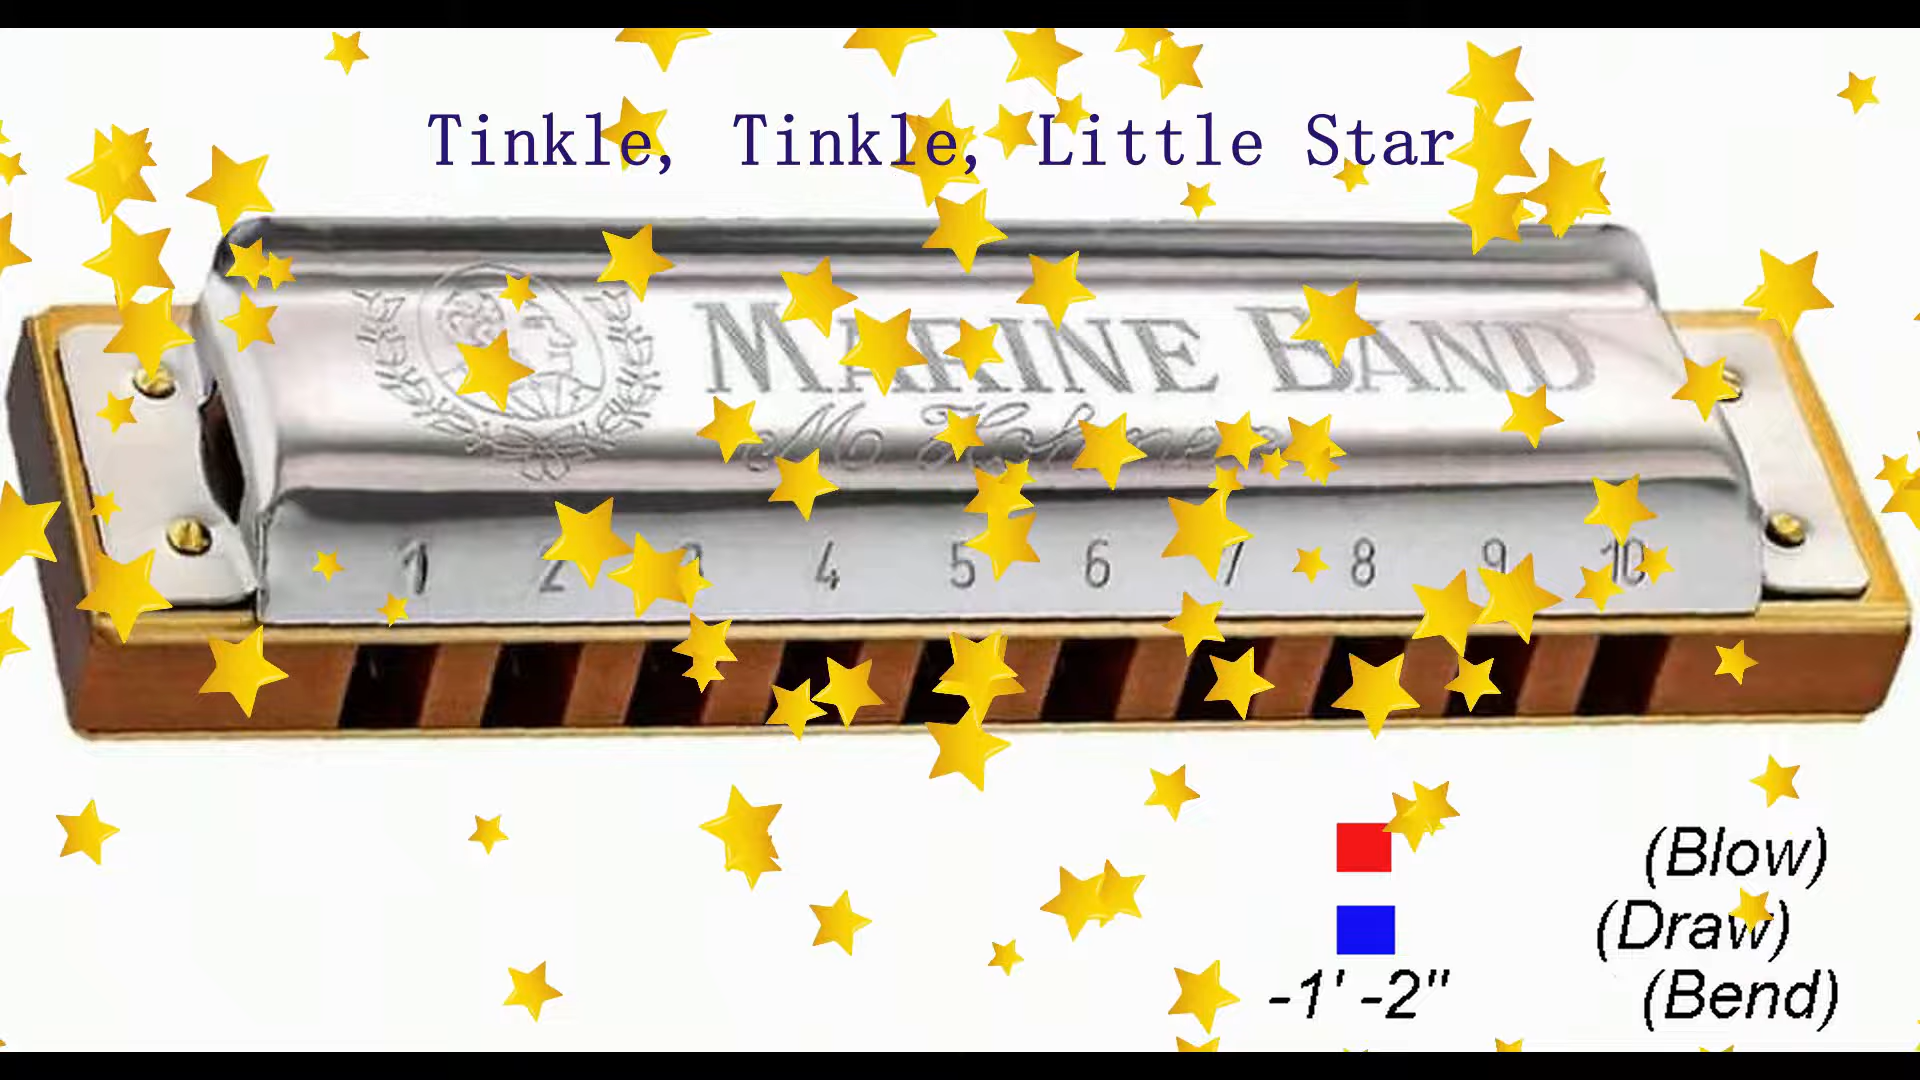 Tinkle, Tinkle, Little Star
MARINE BAND
M. Hohner
1 2 3 4 5 6 7 8 9 10
(Blow)
(Draw)
-1' -2" (Bend)